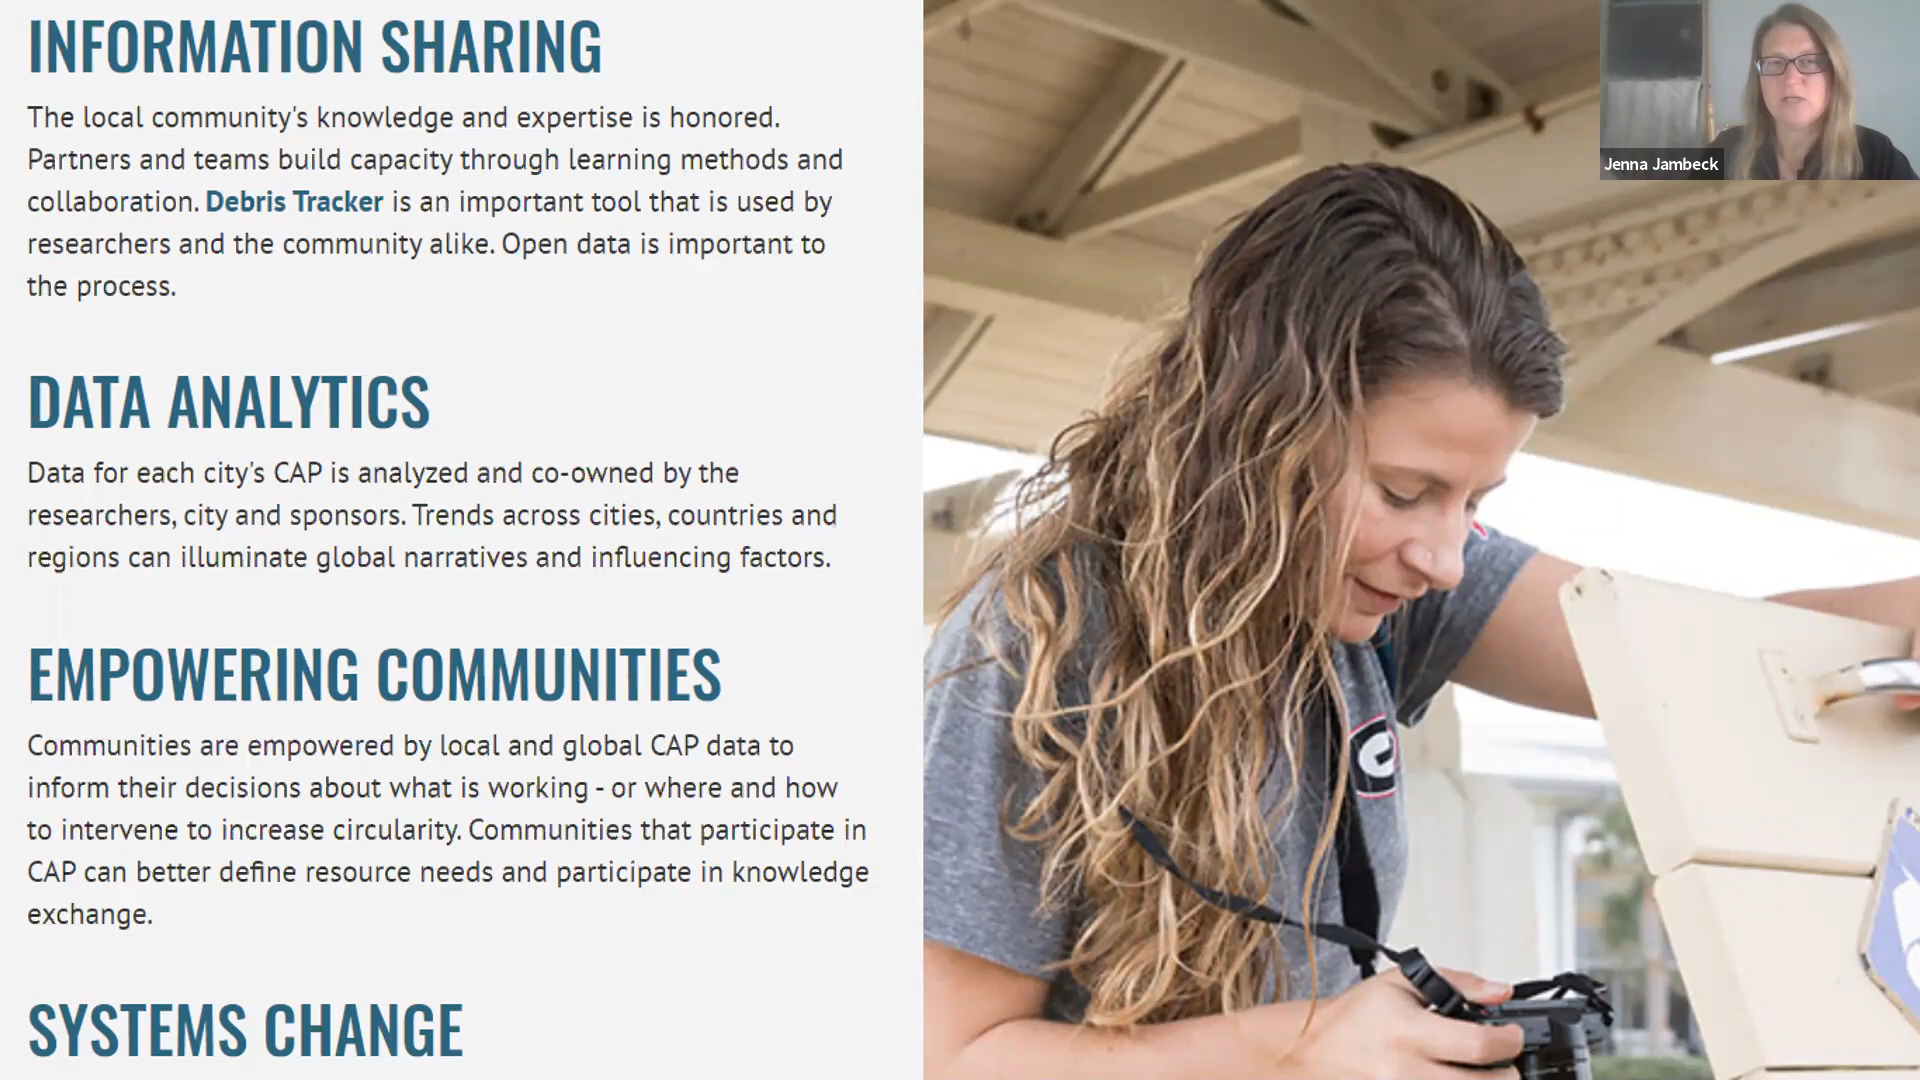 INFORMATION SHARING
The local community's knowledge and expertise is honored.
Partners and teams build capacity through learning methods and
collaboration. Debris Tracker is an important tool that is used by
researchers and the community alike. Open data is important to
the process.
DATA ANALYTICS
Data for each city's CAP is analyzed and co-owned by the
researchers, city and sponsors. Trends across cities, countries and
regions can illuminate global narratives and influencing factors.
EMPOWERING COMMUNITIES
Communities are empowered by local and global CAP data to
inform their decisions about what is working - or where and how
to intervene to increase circularity. Communities that participate in
CAP can better define resource needs and participate in knowledge
exchange.
SYSTEMS CHANGE
Jenna Jambeck
G